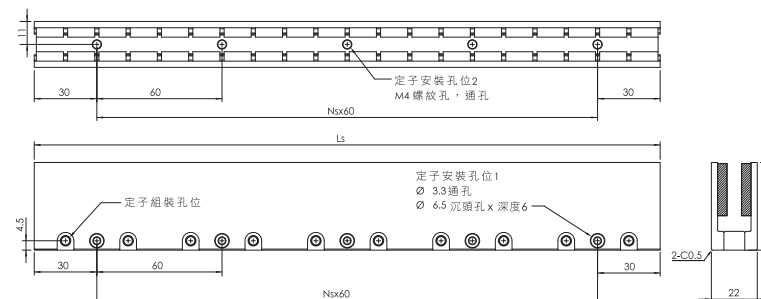 11
定子安裝孔位2
M4 螺紋孔，通孔
30
60
30
Nsx60
Ls
定子安裝孔位1
Ø 3.3通孔
Ø 6.5 沉頭孔 x 深度6
定子組裝孔位
4.5
2-C0.5
30
60
30
22
Nsx60